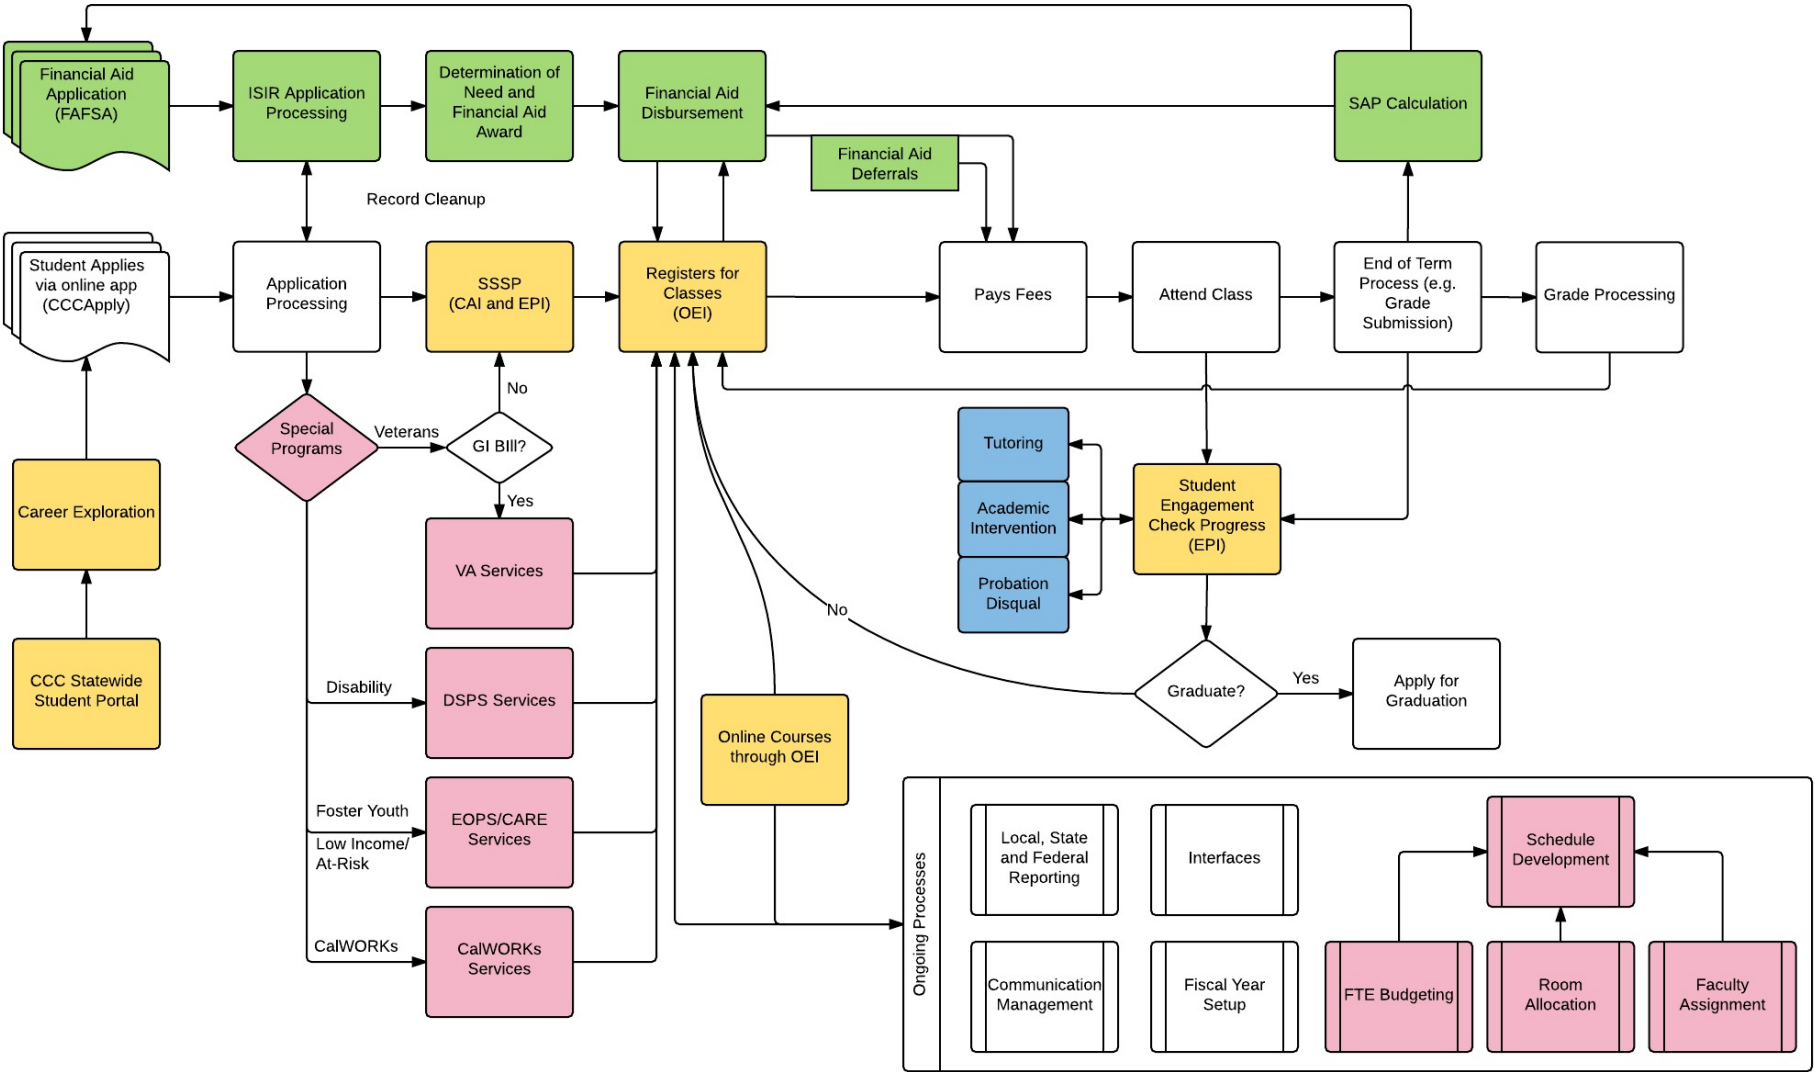 Financial Aid
Application
(FAFSA)
ISIR Application
Processing
Determination of
Need and
Financial Aid
Award
Financial Aid
Disbursement
SAP Calculation
Financial Aid
Deferrals
Record Cleanup
Student Applies
via online app
(CCCApply)
Application
Processing
SSSP
(CAI and EPI)
Registers for
Classes
(OEI)
Pays Fees
Attend Class
End of Term
Process (e.g.
Grade
Submission)
Grade Processing
No
Special
Programs
Veterans
GI BIll?
Yes
Career Exploration
Tutoring
Academic
Intervention
Probation
Disqual
Student
Engagement
Check Progress
(EPI)
VA Services
No
CCC Statewide
Student Portal
Disability
DSPS Services
Graduate?
Yes
Apply for
Graduation
Online Courses
through OEI
Foster Youth
Low Income/
At-Risk
EOPS/CARE
Services
CalWORKs
CalWORKs
Services
Ongoing Processes
Local, State
and Federal
Reporting
Interfaces
Schedule
Development
Communication
Management
Fiscal Year
Setup
FTE Budgeting
Room
Allocation
Faculty
Assignment